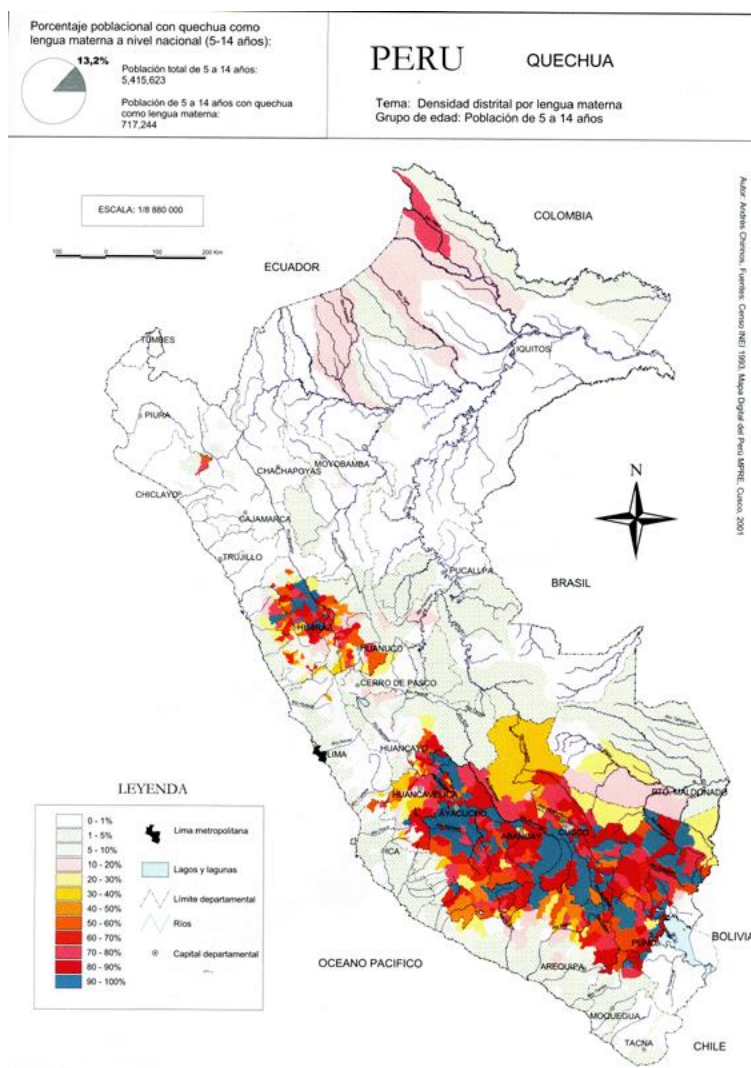 Porcentaje poblacional con quechua como
lengua materna a nivel nacional (5-14 años):
13,2%
Población total de 5 a 14 años:
5,415,623
Población de 5 a 14 años con quechua
como lengua materna:
717,244
PERU QUECHUA
Tema: Densidad distrital por lengua materna
Grupo de edad: Población de 5 a 14 años
ESCALA: 1/8 880 000
100 0 100 200 Km
COLOMBIA
ECUADOR
Autor: Andrés Chirinos, Fuentes: Censo INEI 1993, Mapa Digital del Perú MPRE, Cusco, 2001
TUMBES
IQUITOS
PIURA
MOYOBAMBA
CHACHAPOYAS
CHICLAYO
CAJAMARCA
N
TRUJILLO
PUCALLPA
BRASIL
HUARAZ
HUANUCO
CERRO DE PASCO
LIMA
HUANCAYO
PTO. MALDONADO
HUANCAVELICA
AYACUCHO
ABANCAY
CUSCO
ICA
PUNO
BOLIVIA
OCEANO PACIFICO
AREQUIPA
MOQUEGUA
TACNA
CHILE
LEYENDA
0 - 1%
1 - 5%
5 - 10%
10 - 20%
20 - 30%
30 - 40%
40 - 50%
50 - 60%
60 - 70%
70 - 80%
80 - 90%
90 - 100%
Lima metropolitana
Lagos y lagunas
Límite departamental
Ríos
Capital departamental